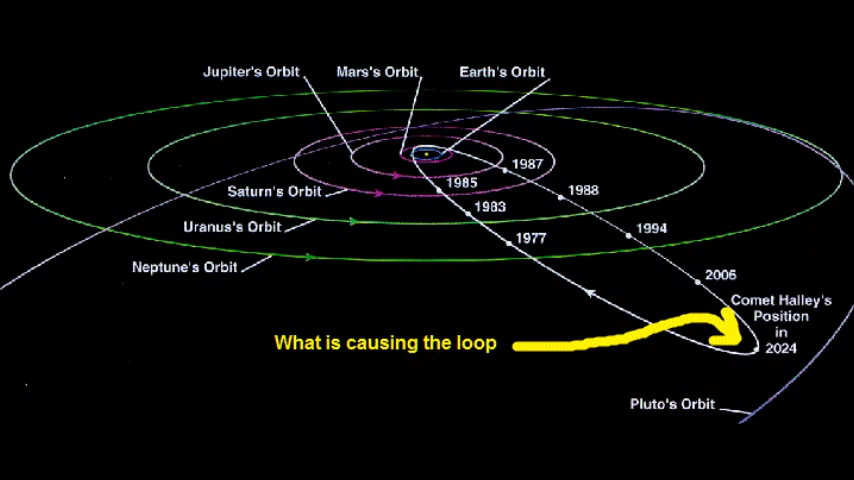 Jupiter's Orbit
Mars's Orbit
Earth's Orbit
1987
1985
1988
Saturn's Orbit
1983
Uranus's Orbit
1994
1977
Neptune's Orbit
2005
Comet Halley's
Position
in
2024
What is causing the loop
Pluto's Orbit